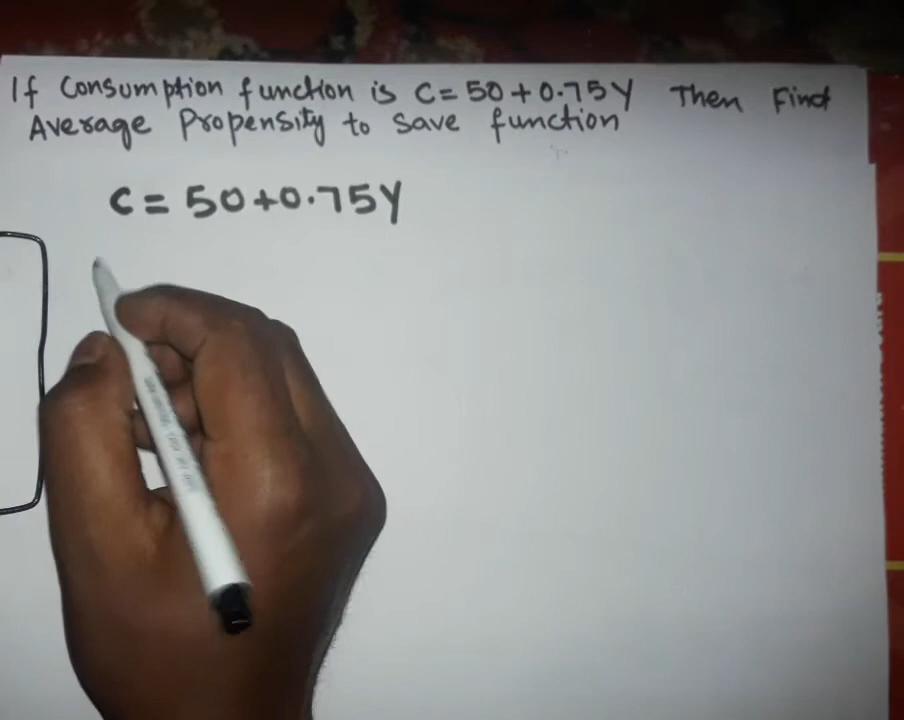 If Consumption function is C = 50 + 0.75Y Then Find
Average Propensity to save function
C = 50+0.75Y